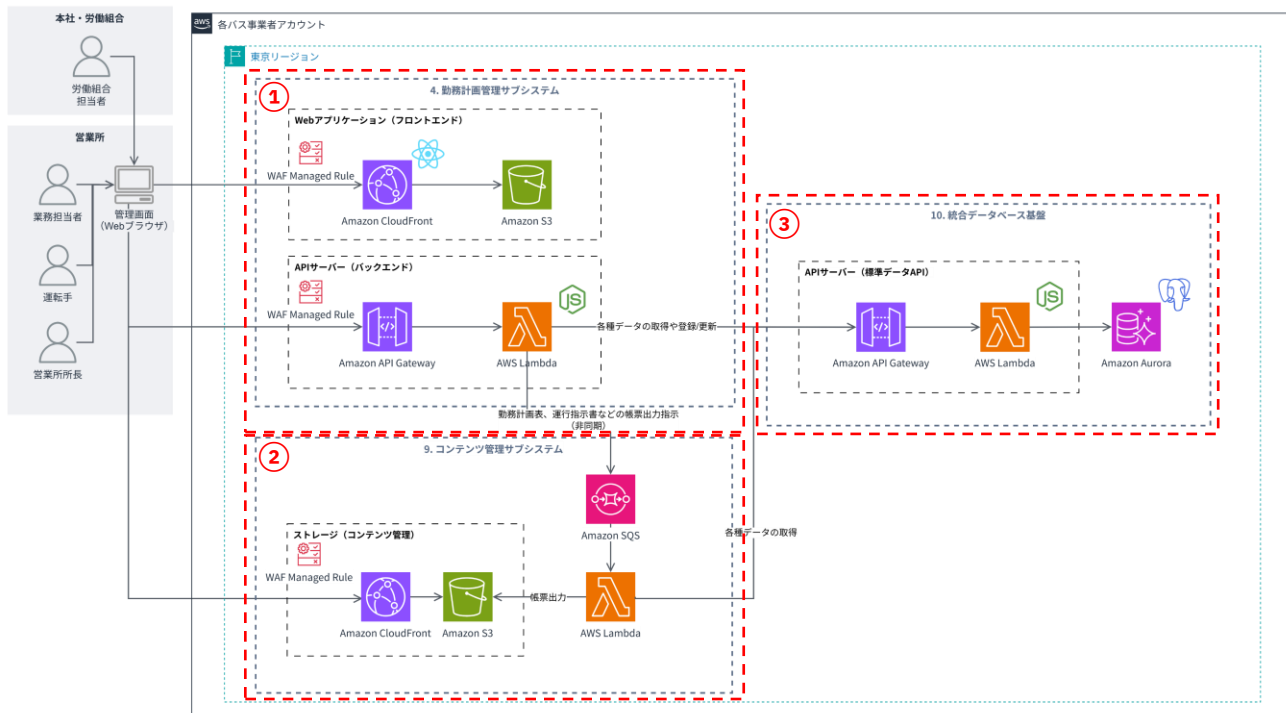 本社・労働組合
労働組合
担当者
営業所
業務担当者
運転手
営業所所長
管理画面
（Webブラウザ）
aws
各バス事業者アカウント
東京リージョン
①
4. 勤務計画管理サブシステム
Webアプリケーション（フロントエンド）
WAF Managed Rule
Amazon CloudFront
Amazon S3
APIサーバー（バックエンド）
WAF Managed Rule
JS
Amazon API Gateway
AWS Lambda
各種データの取得や登録/更新
勤務計画表、運行指示書などの帳票出力指示
（非同期）
②
9. コンテンツ管理サブシステム
Amazon SQS
ストレージ（コンテンツ管理）
WAF Managed Rule
Amazon CloudFront
Amazon S3
帳票出力
AWS Lambda
各種データの取得
③
10. 統合データベース基盤
APIサーバー（標準データAPI）
JS
Amazon API Gateway
AWS Lambda
Amazon Aurora